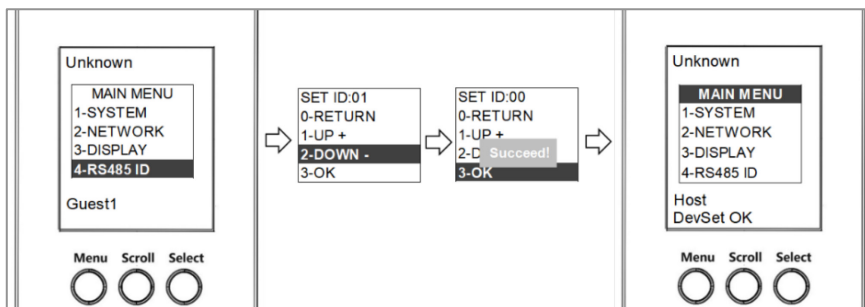 Unknown
MAIN MENU
1-SYSTEM
2-NETWORK
3-DISPLAY
4-RS485 ID
Guest1
Menu Scroll Select
SET ID:01
0-RETURN
1-UP +
2-DOWN -
3-OK
SET ID:00
0-RETURN
1-UP +
2-D
Succeed!
3-OK
Unknown
MAIN MENU
1-SYSTEM
2-NETWORK
3-DISPLAY
4-RS485 ID
Host
DevSet OK
Menu Scroll Select